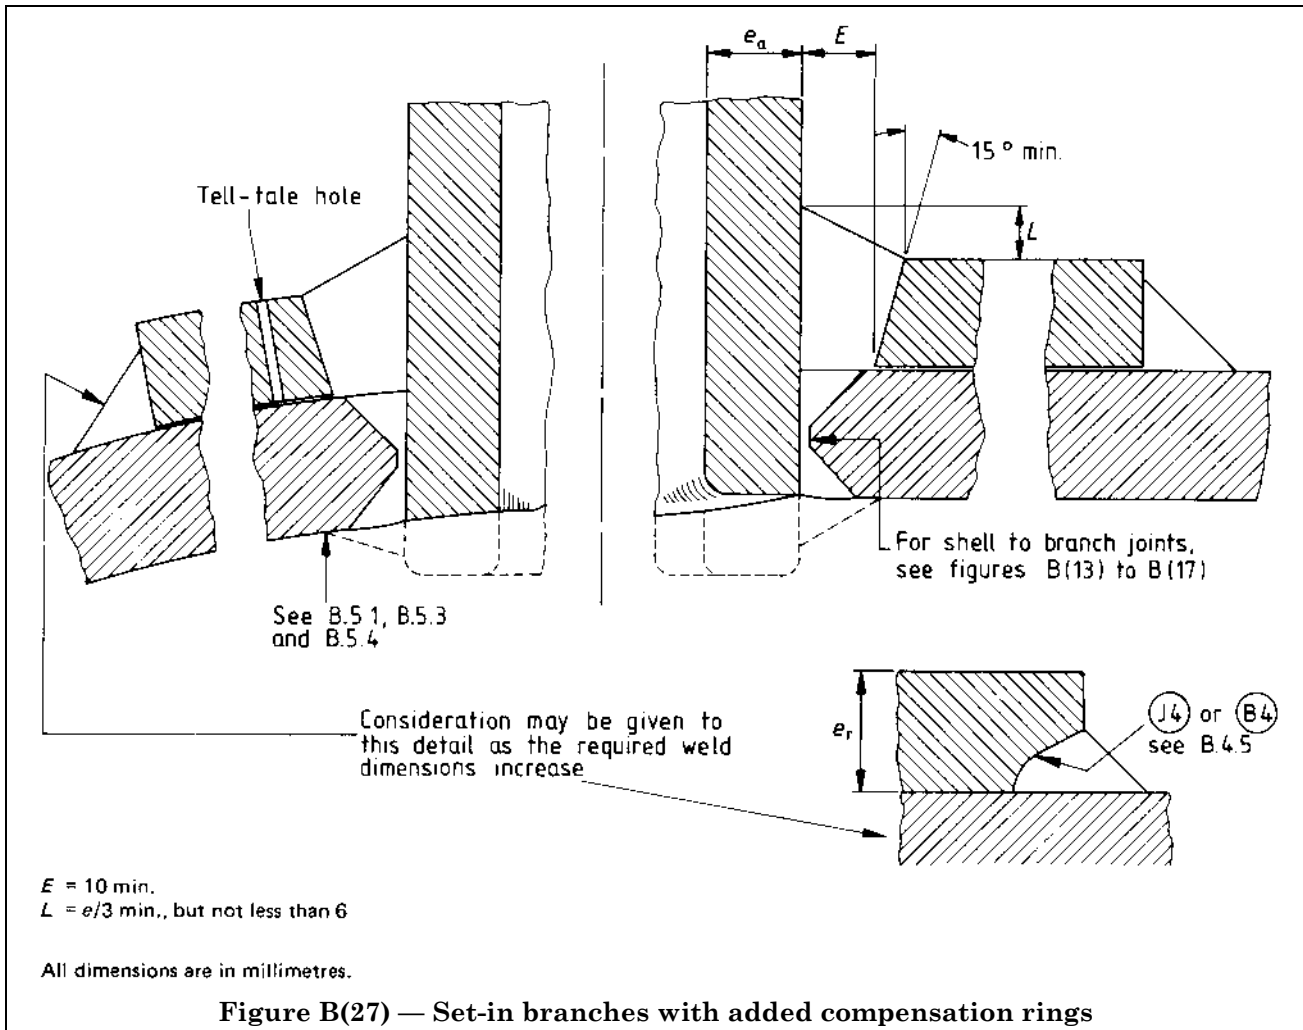 eₐ
E
15° min.
Tell-tale hole
L
For shell to branch joints,
see figures B(13) to B(17)
See B.5 1, B.5.3
and B.5.4
Consideration may be given to
this detail as the required weld
dimensions increase
eᵣ
J4 or B4
see B.4.5
E = 10 min.
L = e/3 min., but not less than 6
All dimensions are in millimetres.
Figure B(27) — Set-in branches with added compensation rings